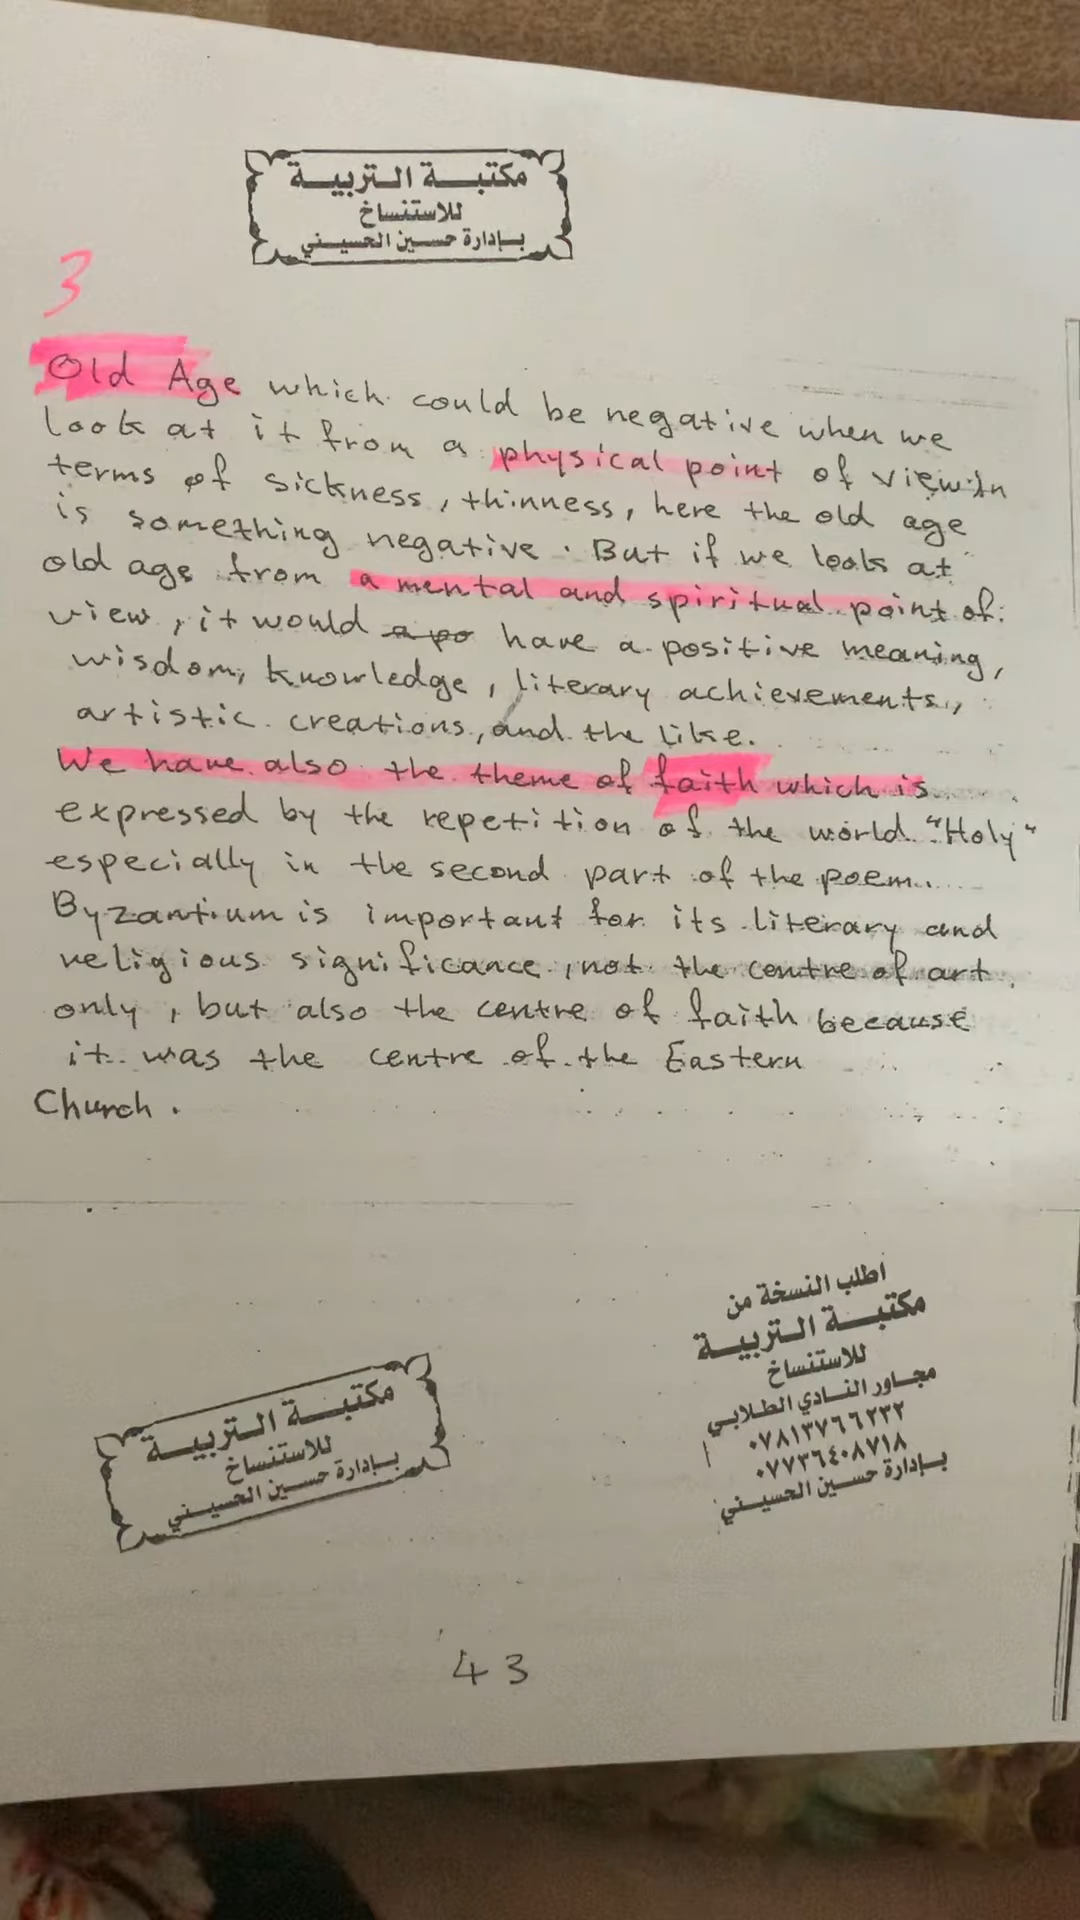 مكتبة التربية
للاستنساخ
بإدارة حسين الحسيني
3
Old Age which could be negative when we
look at it from a physical point of view in
terms of sickness, thinness, here the old age
is something negative. But if we looks at
old age from a mental and spiritual point of
view, it would a po have a positive meaning,
wisdom, knowledge, literary achievements,
artistic creations, and the like.
We have also the theme of faith which is
expressed by the repetition of the world "Holy"
especially in the second part of the poem.
Byzantium is important for its literary and
religious significance, not the centre of art
only, but also the centre of faith because
it was the centre of the Eastern
Church.
اطلب النسخة من
مكتبة التربية
للاستنساخ
مجاور النادي الطلابي
٠٧٨١٣٧٦٦٢٣٢
٠٧٧٣٦٤٠٨٧١٨
بإدارة حسين الحسيني
مكتبة التربية
للاستنساخ
بإدارة حسين الحسيني
43